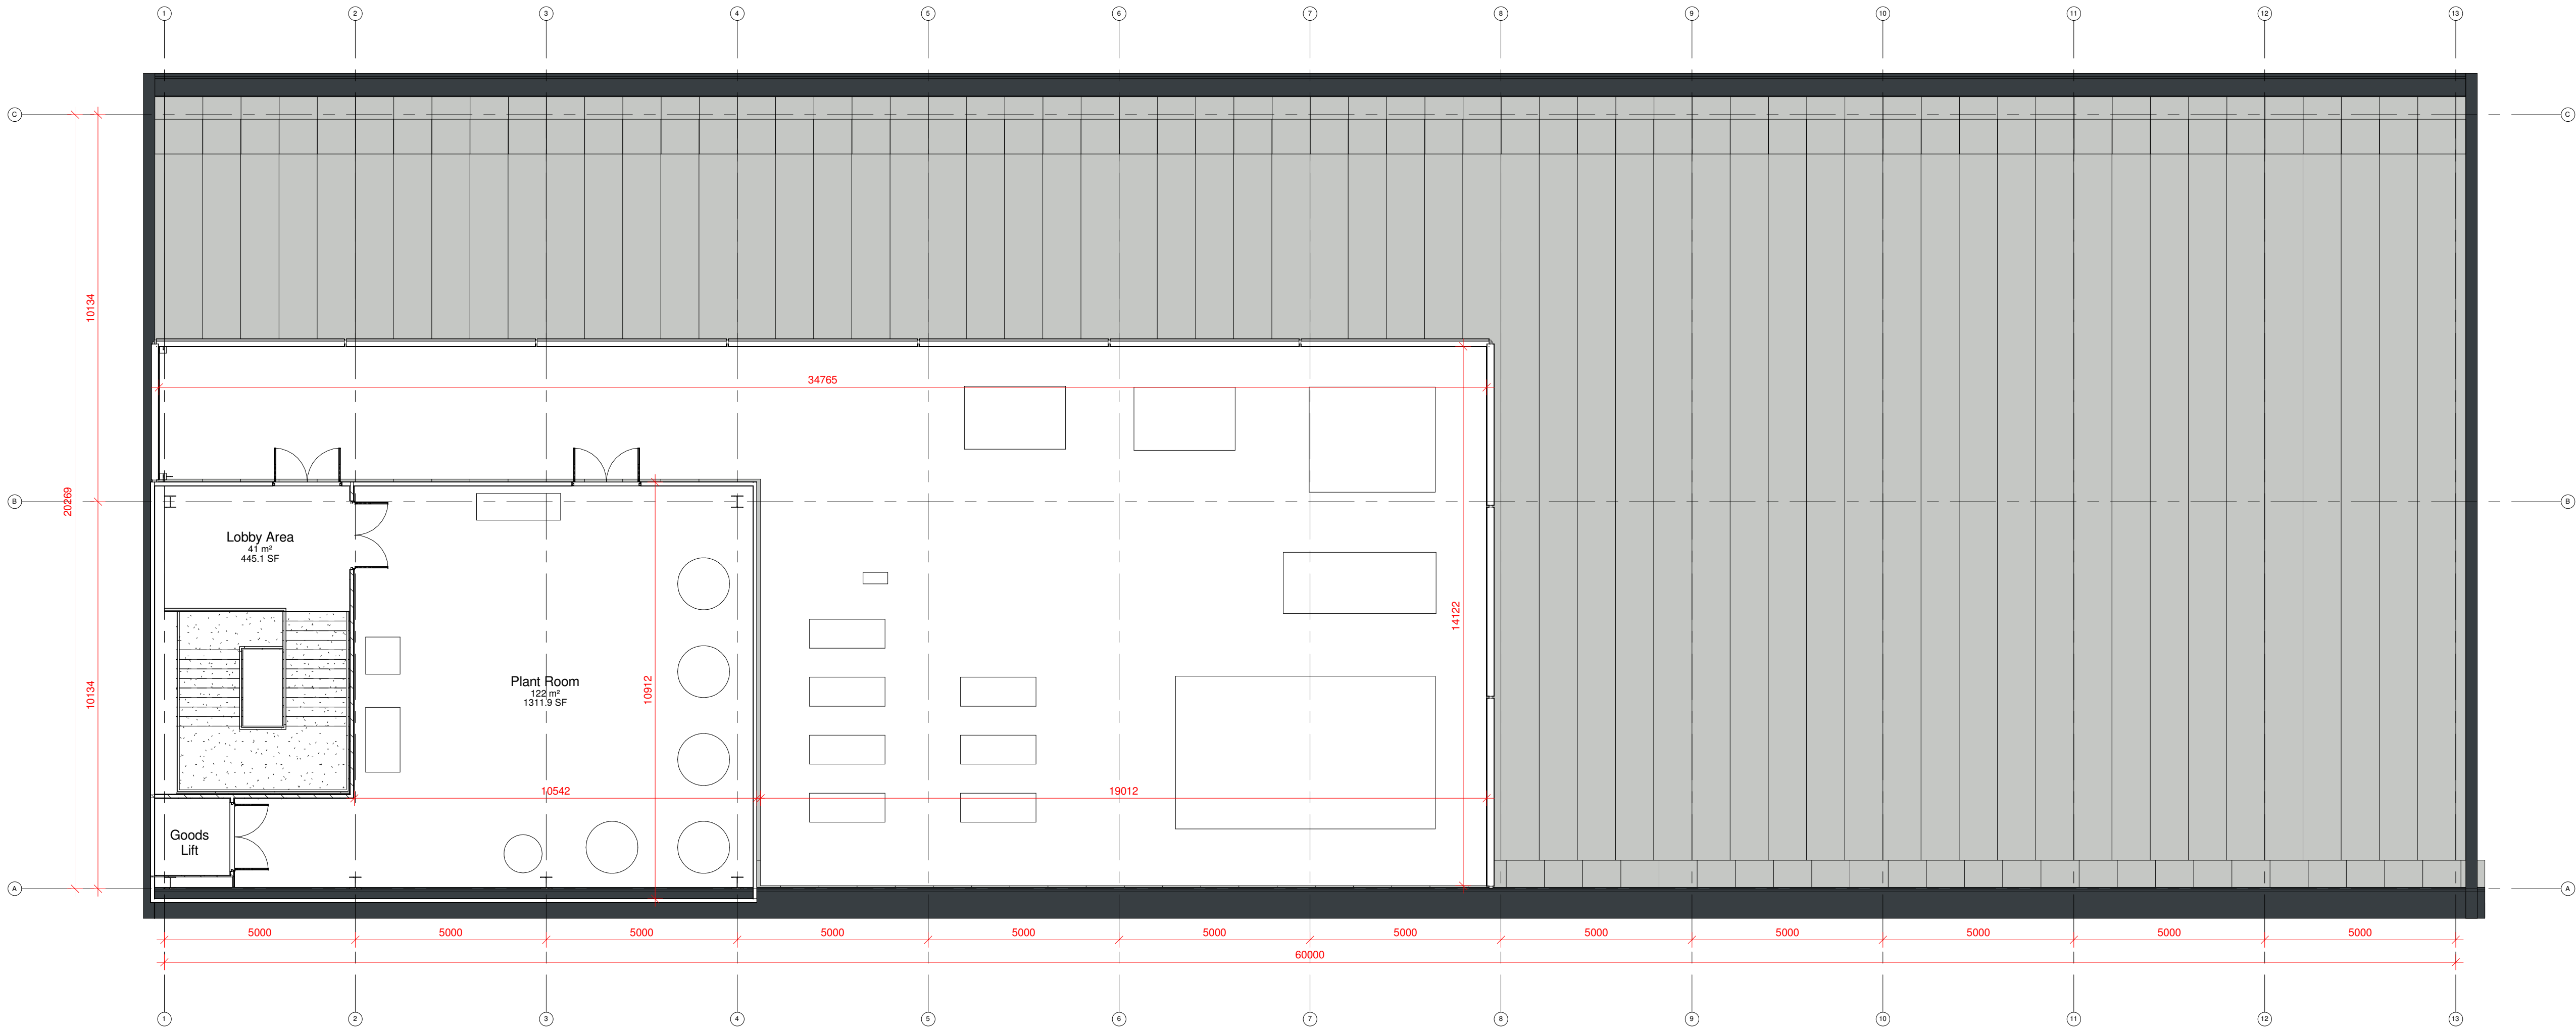 1 2 3 4 5 6 7 8 9 10 11 12 13
C C
10134
34765
20269
B B
Lobby Area
41 m²
445.1 SF
14122
Plant Room
122 m²
1311.9 SF
10912
10134
10542 19012
Goods
Lift
A A
5000 5000 5000 5000 5000 5000 5000 5000 5000 5000 5000 5000
60000
1 2 3 4 5 6 7 8 9 10 11 12 13